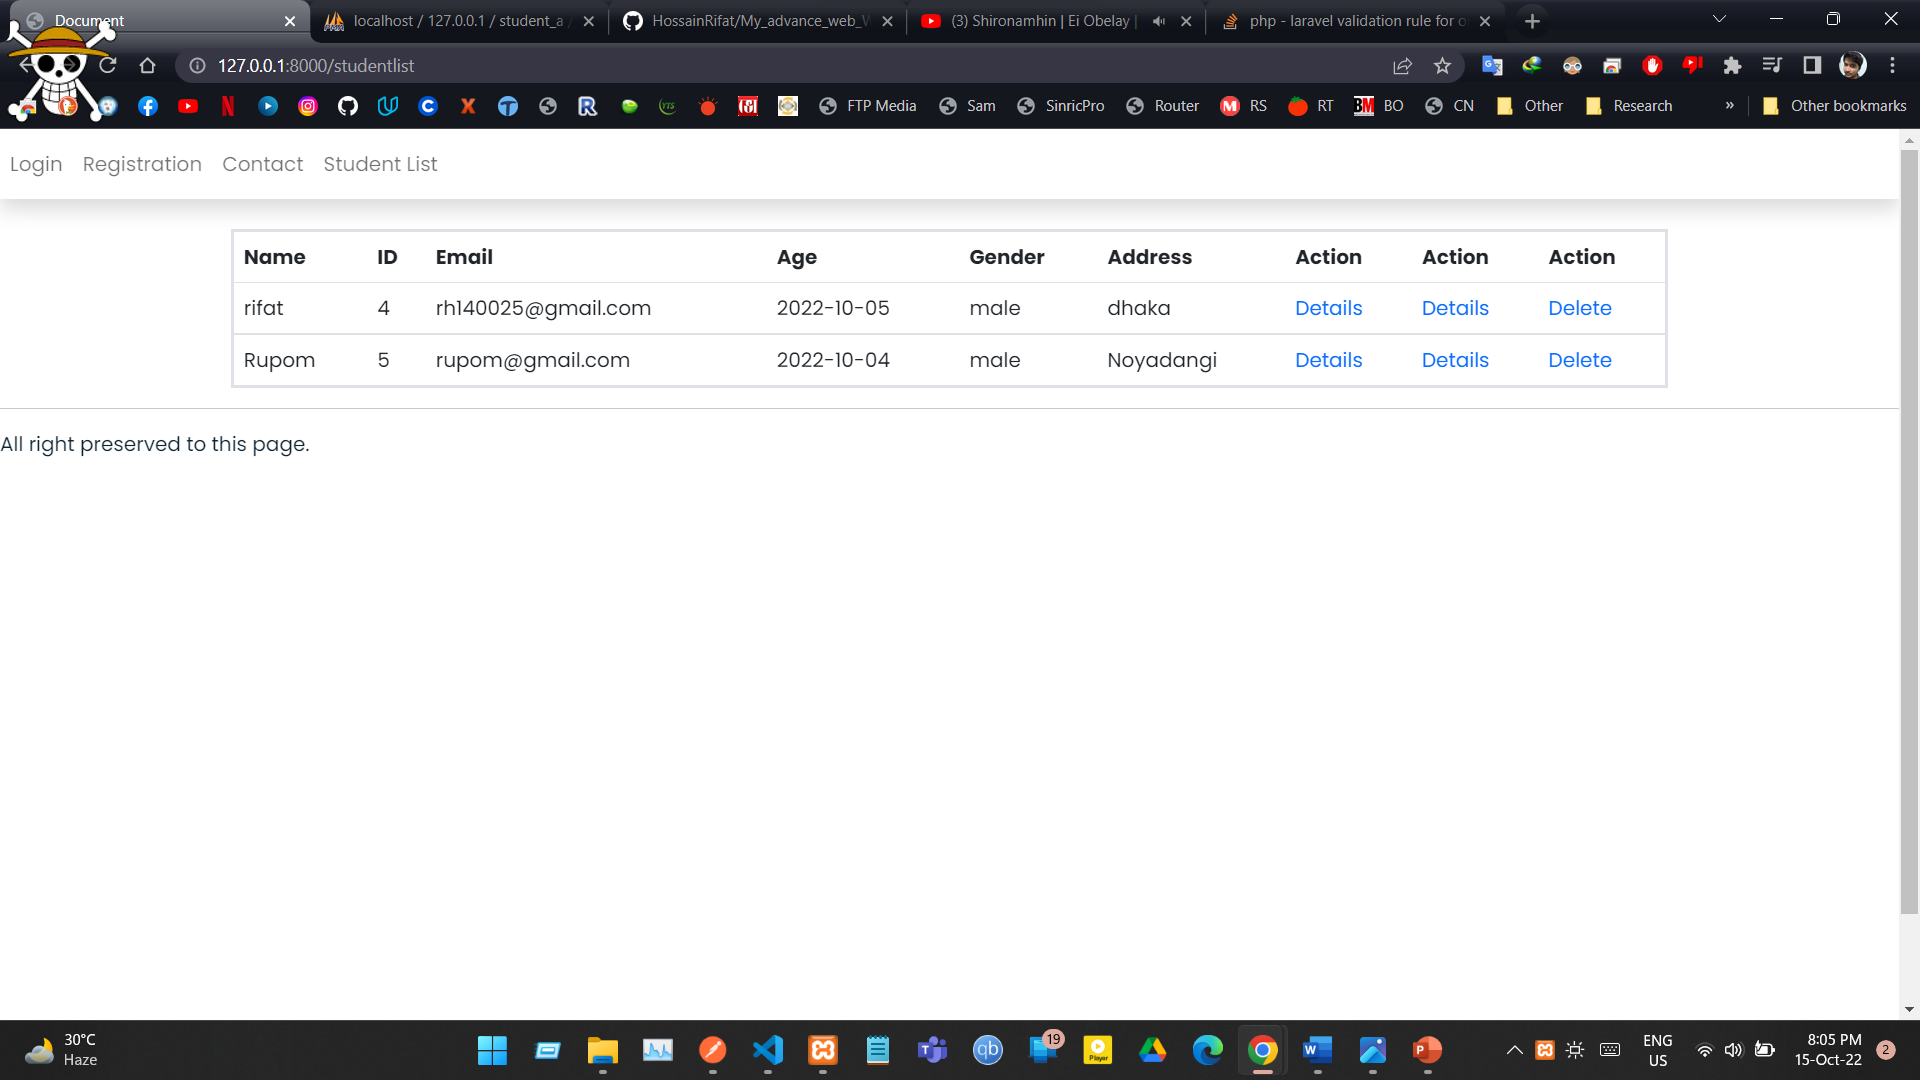 Document
localhost / 127.0.0.1 / student_a
HossainRifat/My_advance_web_W
(3) Shironamhin | Ei Obelay |
php - laravel validation rule for o
127.0.0.1:8000/studentlist
FTP Media Sam SinricPro Router RS RT BO CN Other Research » Other bookmarks
Login Registration Contact Student List
Name ID Email Age Gender Address Action Action Action
rifat 4 rh140025@gmail.com 2022-10-05 male dhaka Details Details Delete
Rupom 5 rupom@gmail.com 2022-10-04 male Noyadangi Details Details Delete
All right preserved to this page.
30°C
Haze
19
Player
ENG
US
8:05 PM
15-Oct-22
2